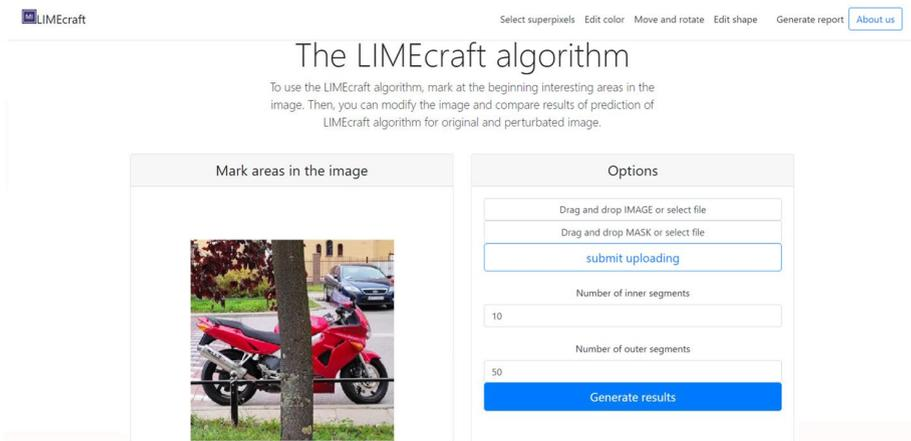 LIMEcraft
Select superpixels Edit color Move and rotate Edit shape Generate report About us
The LIMEcraft algorithm
To use the LIMEcraft algorithm, mark at the beginning interesting areas in the
image. Then, you can modify the image and compare results of prediction of
LIMEcraft algorithm for original and perturbated image.
Mark areas in the image
Options
Drag and drop IMAGE or select file
Drag and drop MASK or select file
submit uploading
Number of inner segments
10
Number of outer segments
50
Generate results